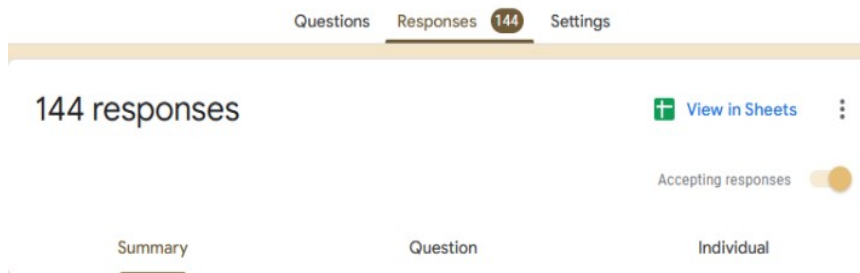 Questions Responses 144 Settings
144 responses
View in Sheets
Accepting responses
Summary Question Individual